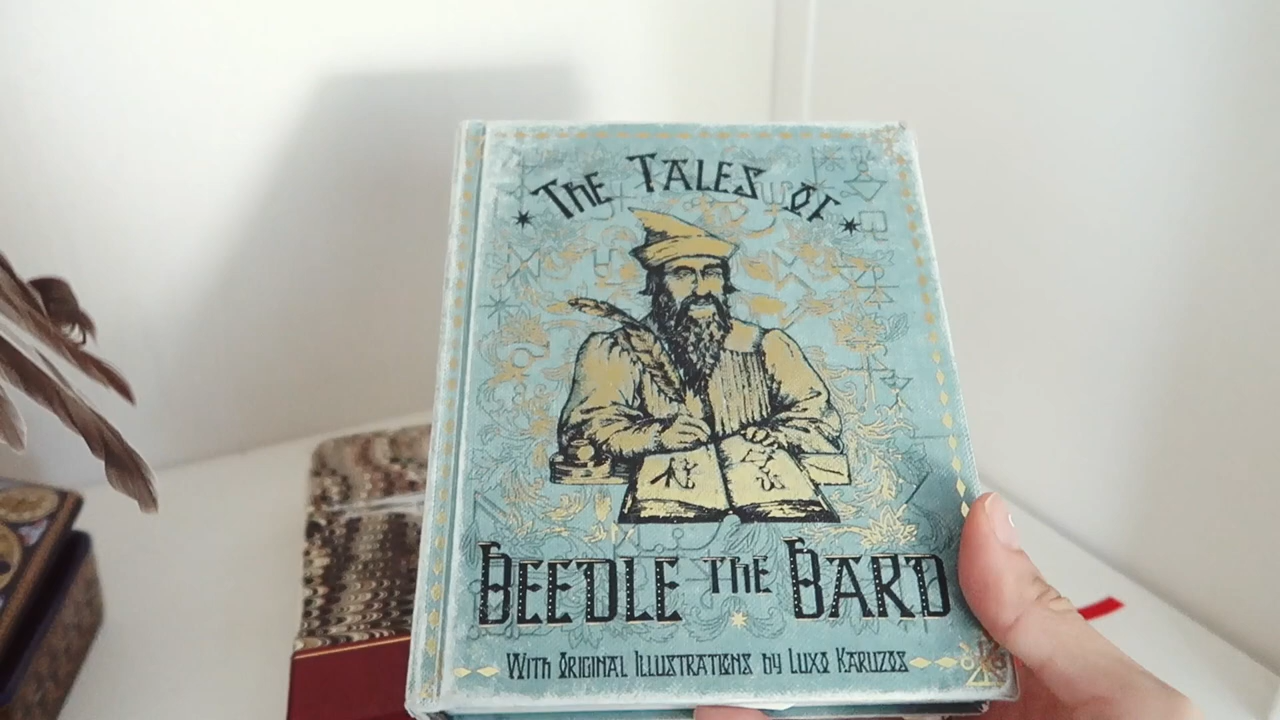 The Tales of
Beedle the Bard
With Original Illustrations by Luxo Karuzos